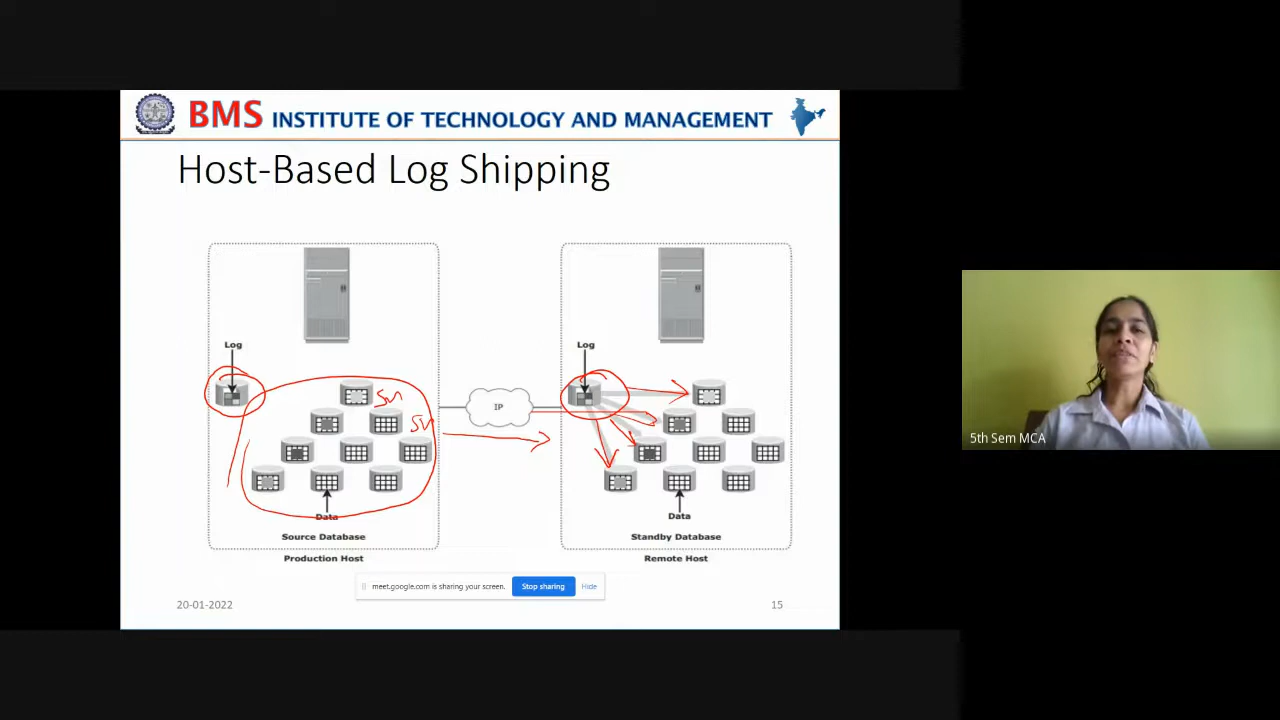 BMS INSTITUTE OF TECHNOLOGY AND MANAGEMENT
Host-Based Log Shipping
Log
Log
IP
Data
Data
Source Database
Standby Database
Production Host
Remote Host
meet.google.com is sharing your screen.
Stop sharing
Hide
20-01-2022
15
5th Sem MCA